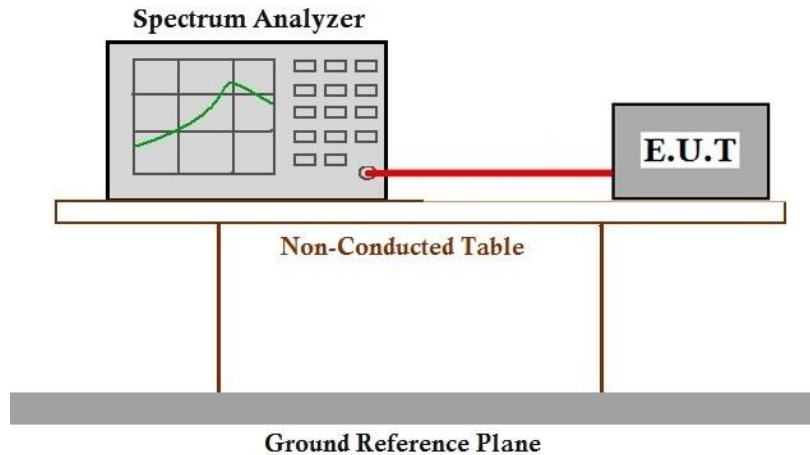 Spectrum Analyzer
E.U.T
Non-Conducted Table
Ground Reference Plane